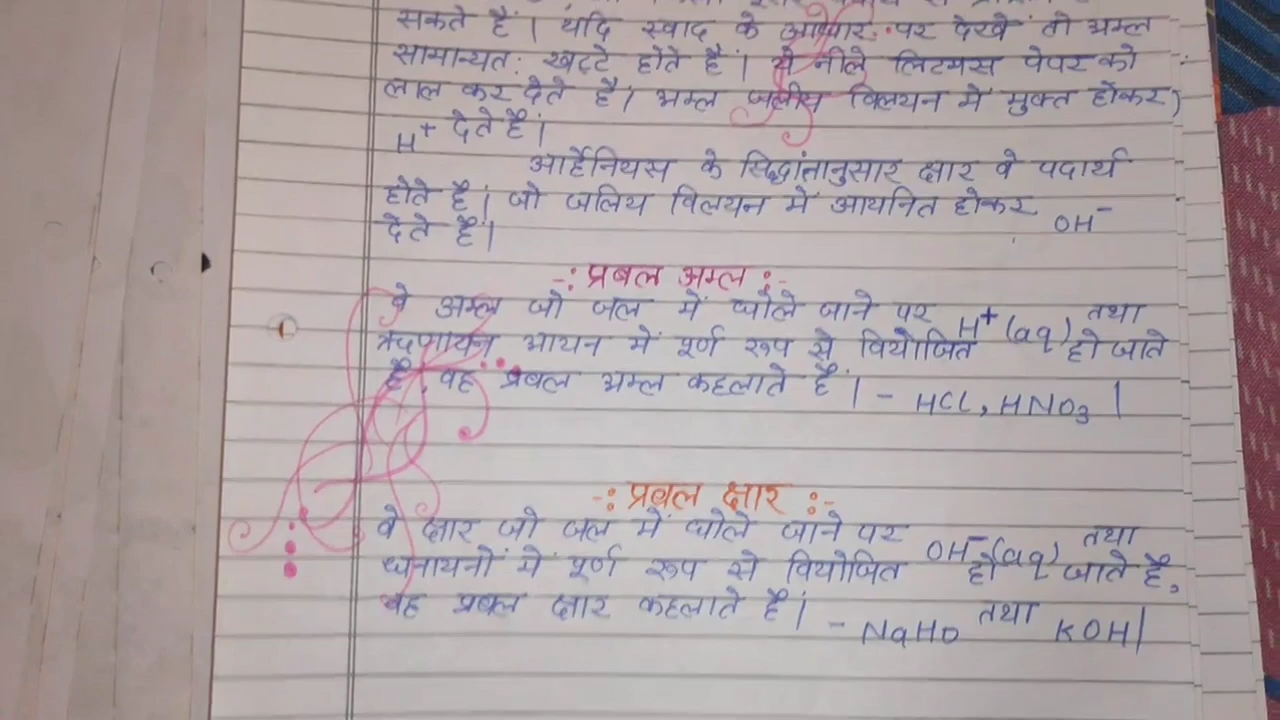 सकते हैं। यदि स्वाद के आधार पर देखें तो अम्ल
सामान्यत: खट्टे होते है। ये नीले लिटमस पेपर को
लाल कर देते है। अम्ल जलीय विलयन में मुक्त होकर
H⁺ देते है।
आर्हेनियस के सिद्धांतानुसार क्षार वे पदार्थ
होते है। जो जलिय विलयन में आयनित होकर OH⁻
देते है।
-: प्रबल अम्ल :-
वे अम्ल जो जल में घोले जाने पर H⁺(aq) तथा
ऋणायन आयन में पूर्ण रूप से वियोजित हो जाते
है, वह प्रबल अम्ल कहलाते है। - HCl, HNO₃ |
-: प्रबल क्षार :-
वे क्षार जो जल में घोले जाने पर OH⁻(aq) तथा
धनायनों में पूर्ण रूप से वियोजित हो जाते है,
वह प्रबल क्षार कहलाते है। - NaHO तथा KOH|